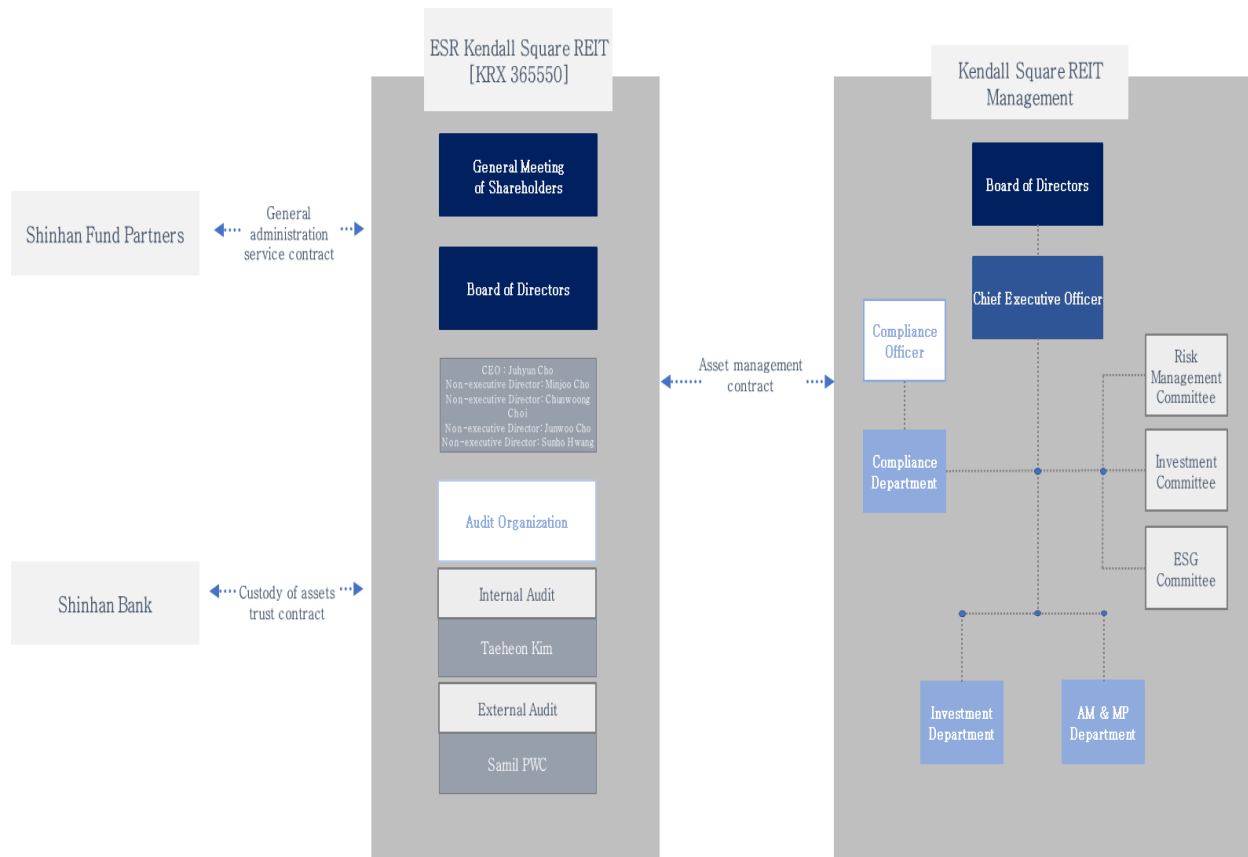 ESR Kendall Square REIT
[KRX 365550]
General Meeting
of Shareholders
Board of Directors
CEO : Juhyun Cho
Non-executive Director: Minjoo Cho
Non-executive Director: Chunwoong
Choi
Non-executive Director: Junwoo Cho
Non-executive Director: Sunho Hwang
Audit Organization
Internal Audit
Taeheon Kim
External Audit
Samil PWC
Shinhan Fund Partners
General
administration
service contract
Shinhan Bank
Custody of assets
trust contract
Asset management
contract
Kendall Square REIT
Management
Board of Directors
Chief Executive Officer
Compliance
Officer
Compliance
Department
Risk
Management
Committee
Investment
Committee
ESG
Committee
Investment
Department
AM & MP
Department